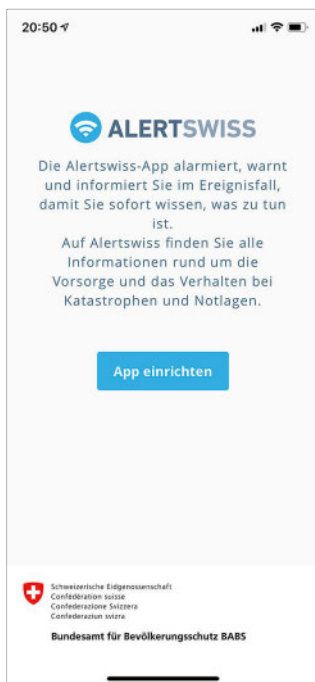 20:50
ALERTSWISS
Die Alertswiss-App alarmiert, warnt
und informiert Sie im Ereignisfall,
damit Sie sofort wissen, was zu tun
ist.
Auf Alertswiss finden Sie alle
Informationen rund um die
Vorsorge und das Verhalten bei
Katastrophen und Notlagen.
App einrichten
Schweizerische Eidgenossenschaft
Confédération suisse
Confederazione Svizzera
Confederaziun svizra
Bundesamt für Bevölkerungsschutz BABS